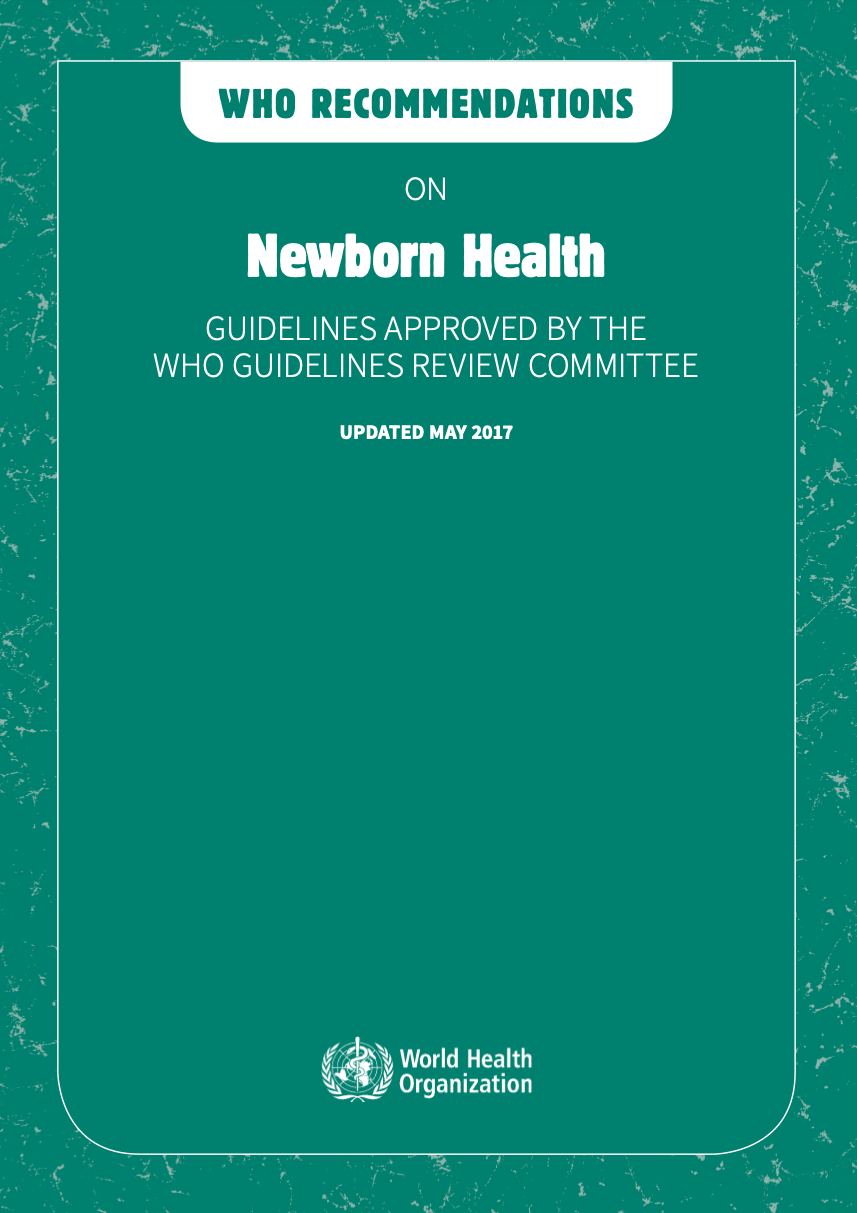 WHO RECOMMENDATIONS
ON
Newborn Health
GUIDELINES APPROVED BY THE
WHO GUIDELINES REVIEW COMMITTEE
UPDATED MAY 2017
World Health
Organization